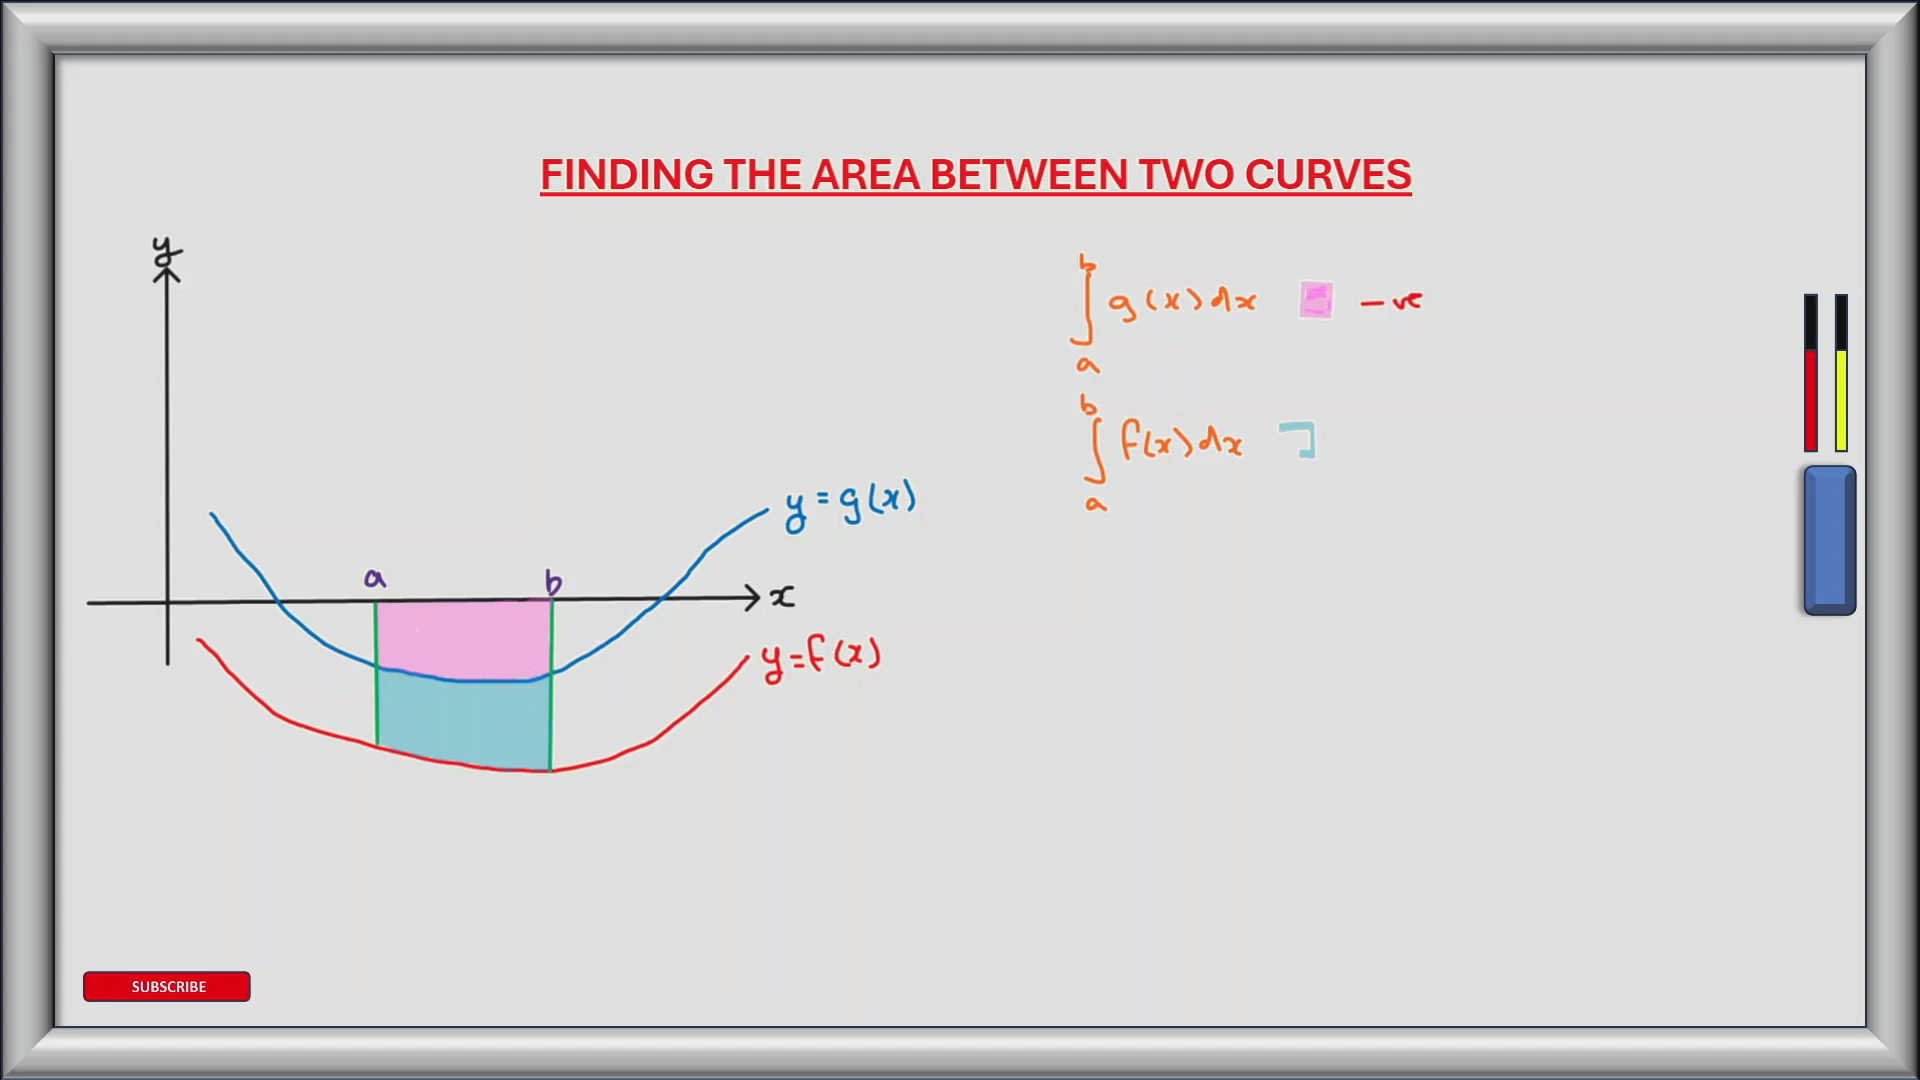 FINDING THE AREA BETWEEN TWO CURVES
y
b
∫ g(x) dx -ve
a
b
∫ f(x) dx
a
y = g(x)
a b
x
y = f(x)
SUBSCRIBE